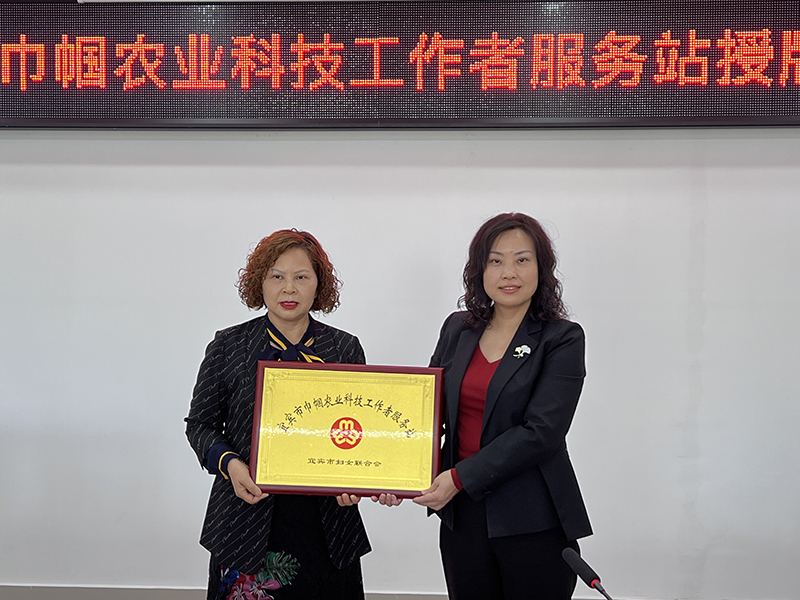 巾帼农业科技工作者服务站授牌
宜宾市巾帼农业科技工作者服务站
宜宾市妇女联合会